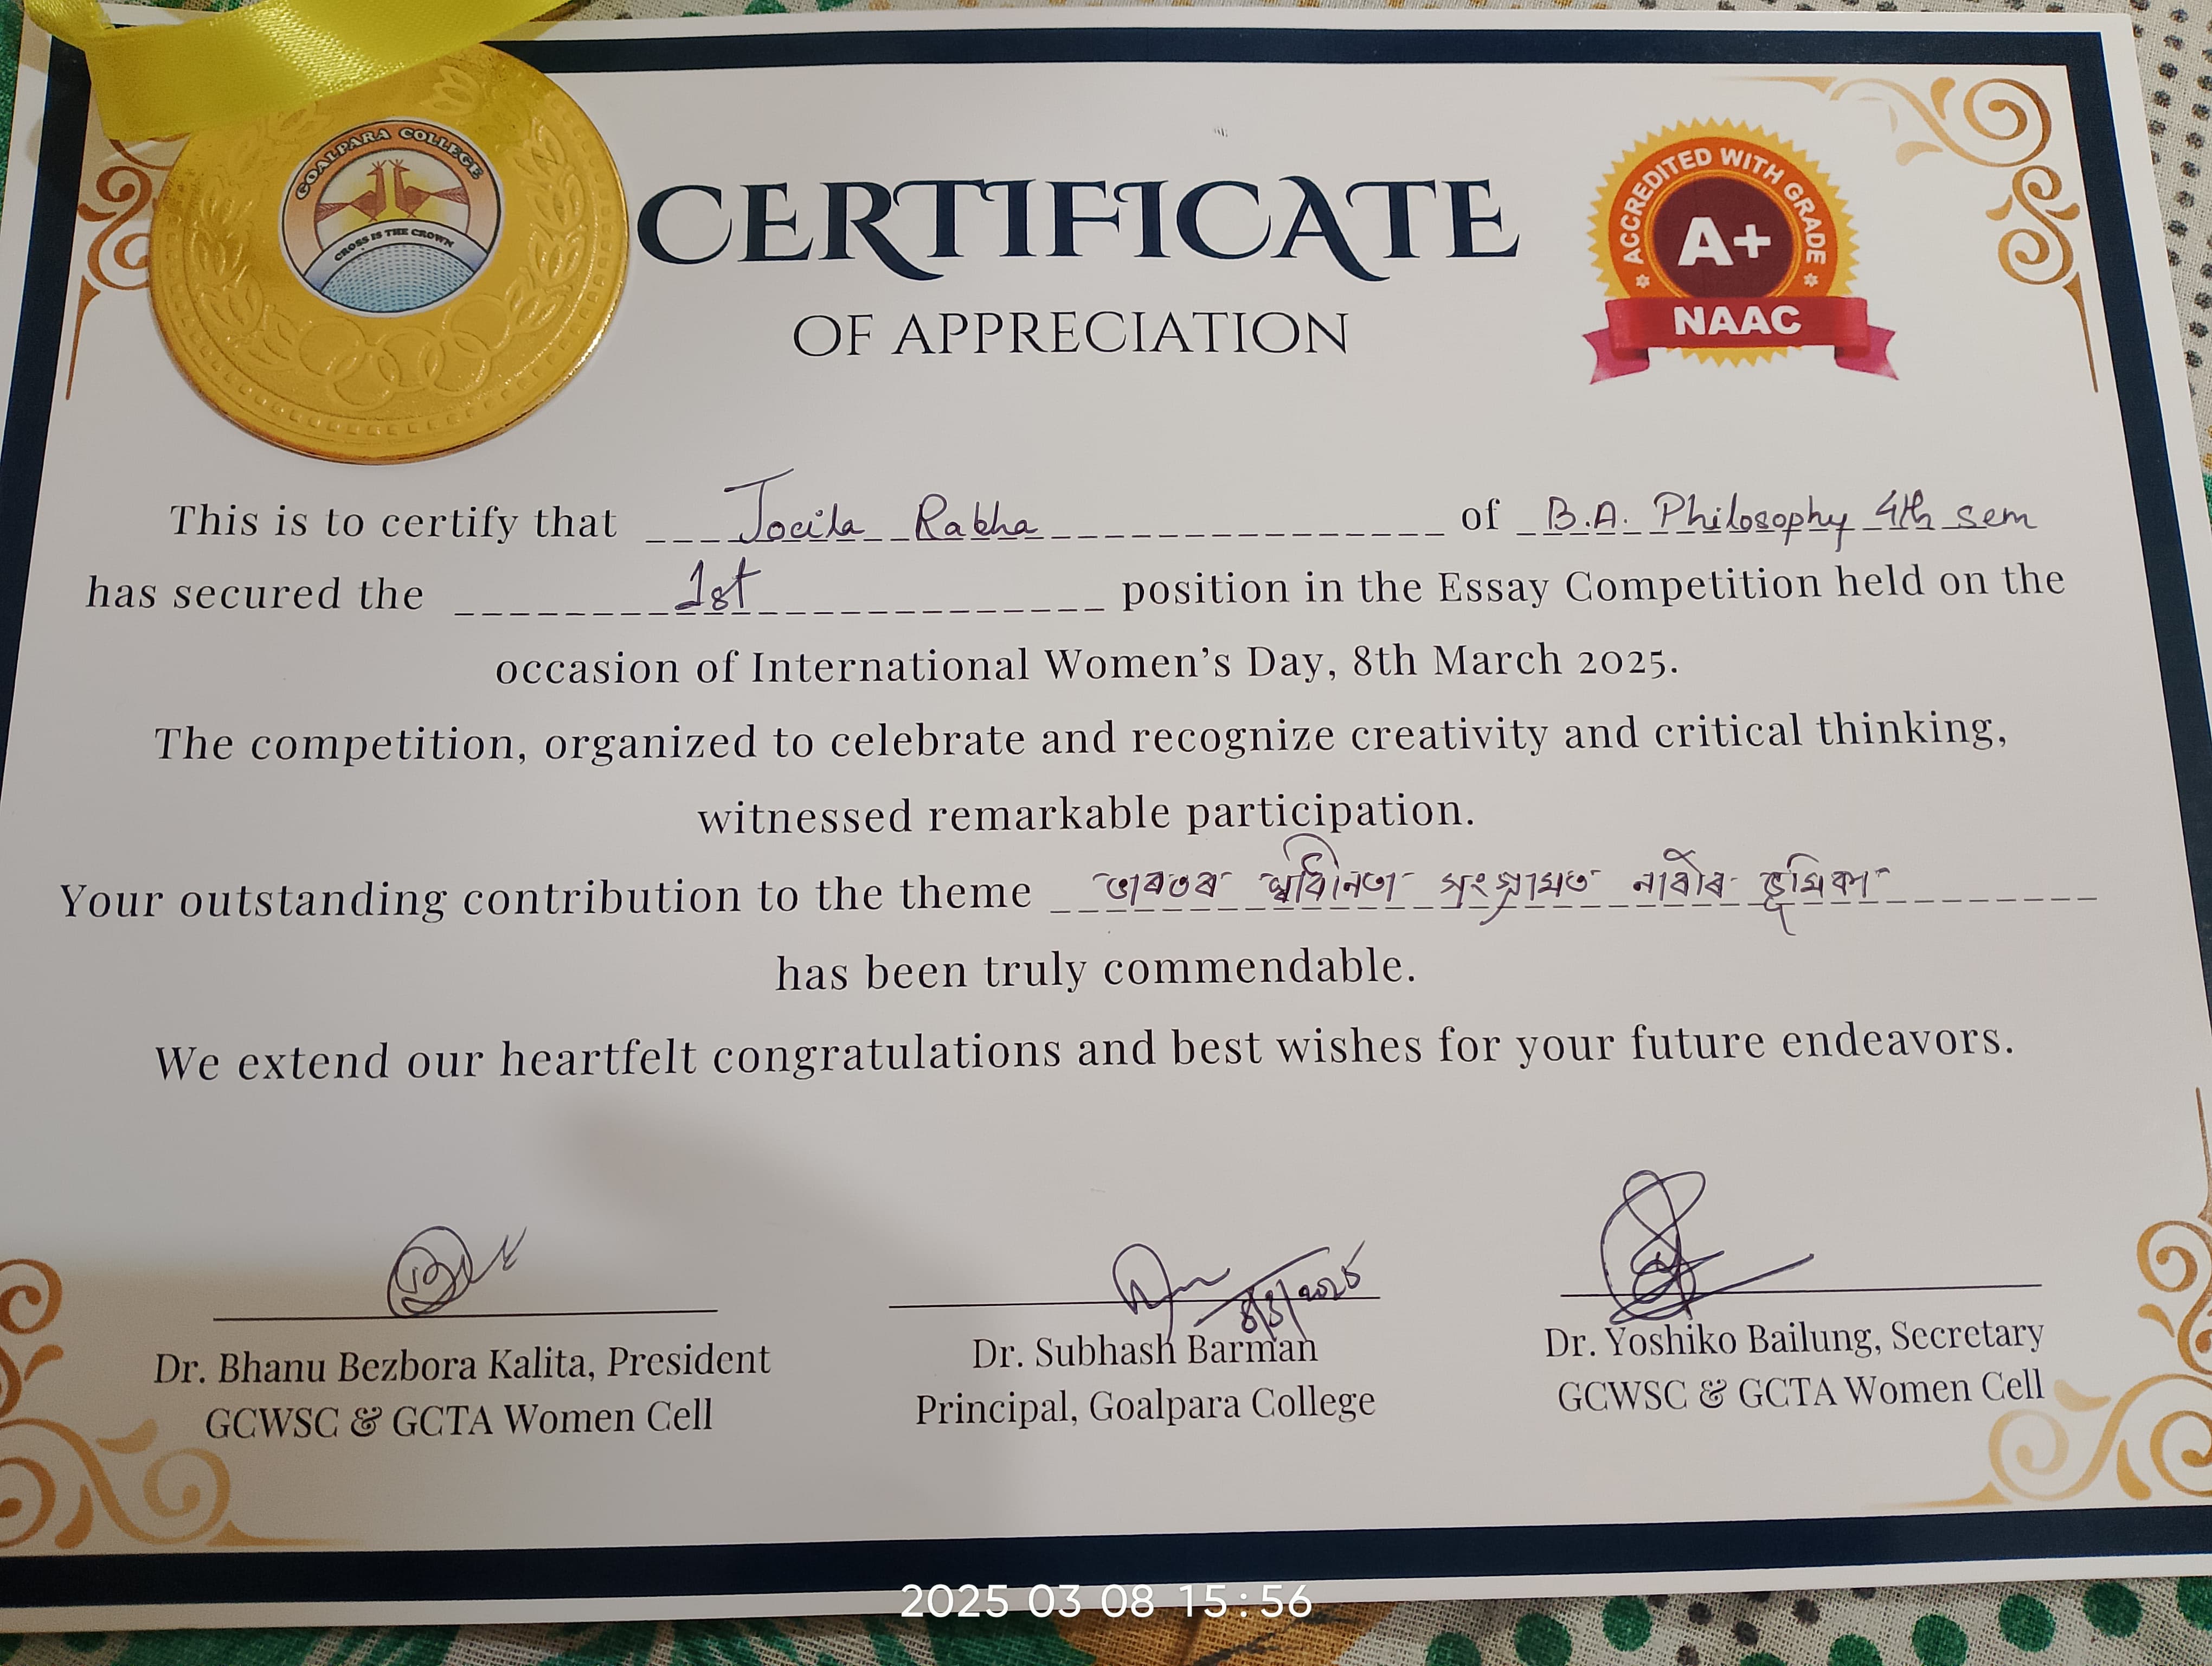 GOALPARA COLLEGE
CROSS IS THE CROWN
CERTIFICATE
OF APPRECIATION
ACCREDITED WITH GRADE
A+
NAAC
This is to certify that Jocila Rabha of B.A. Philosophy 4th sem
has secured the 1st position in the Essay Competition held on the
occasion of International Women's Day, 8th March 2025.
The competition, organized to celebrate and recognize creativity and critical thinking,
witnessed remarkable participation.
Your outstanding contribution to the theme "ভাৰতৰ স্বাধীনতা সংগ্ৰামত নাৰীৰ ভূমিকা"
has been truly commendable.
We extend our heartfelt congratulations and best wishes for your future endeavors.
8/3/2025
Dr. Bhanu Bezbora Kalita, President
GCWSC & GCTA Women Cell
Dr. Subhash Barman
Principal, Goalpara College
Dr. Yoshiko Bailung, Secretary
GCWSC & GCTA Women Cell
2025 03 08 15:56